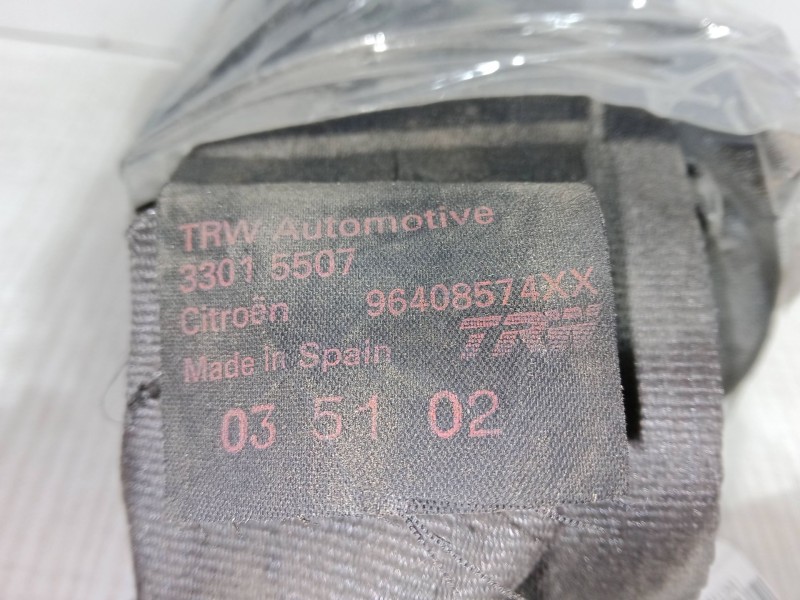 TRW Automotive
3301 5507
Citroën 96408574XX
TRW
Made in Spain
03 51 02